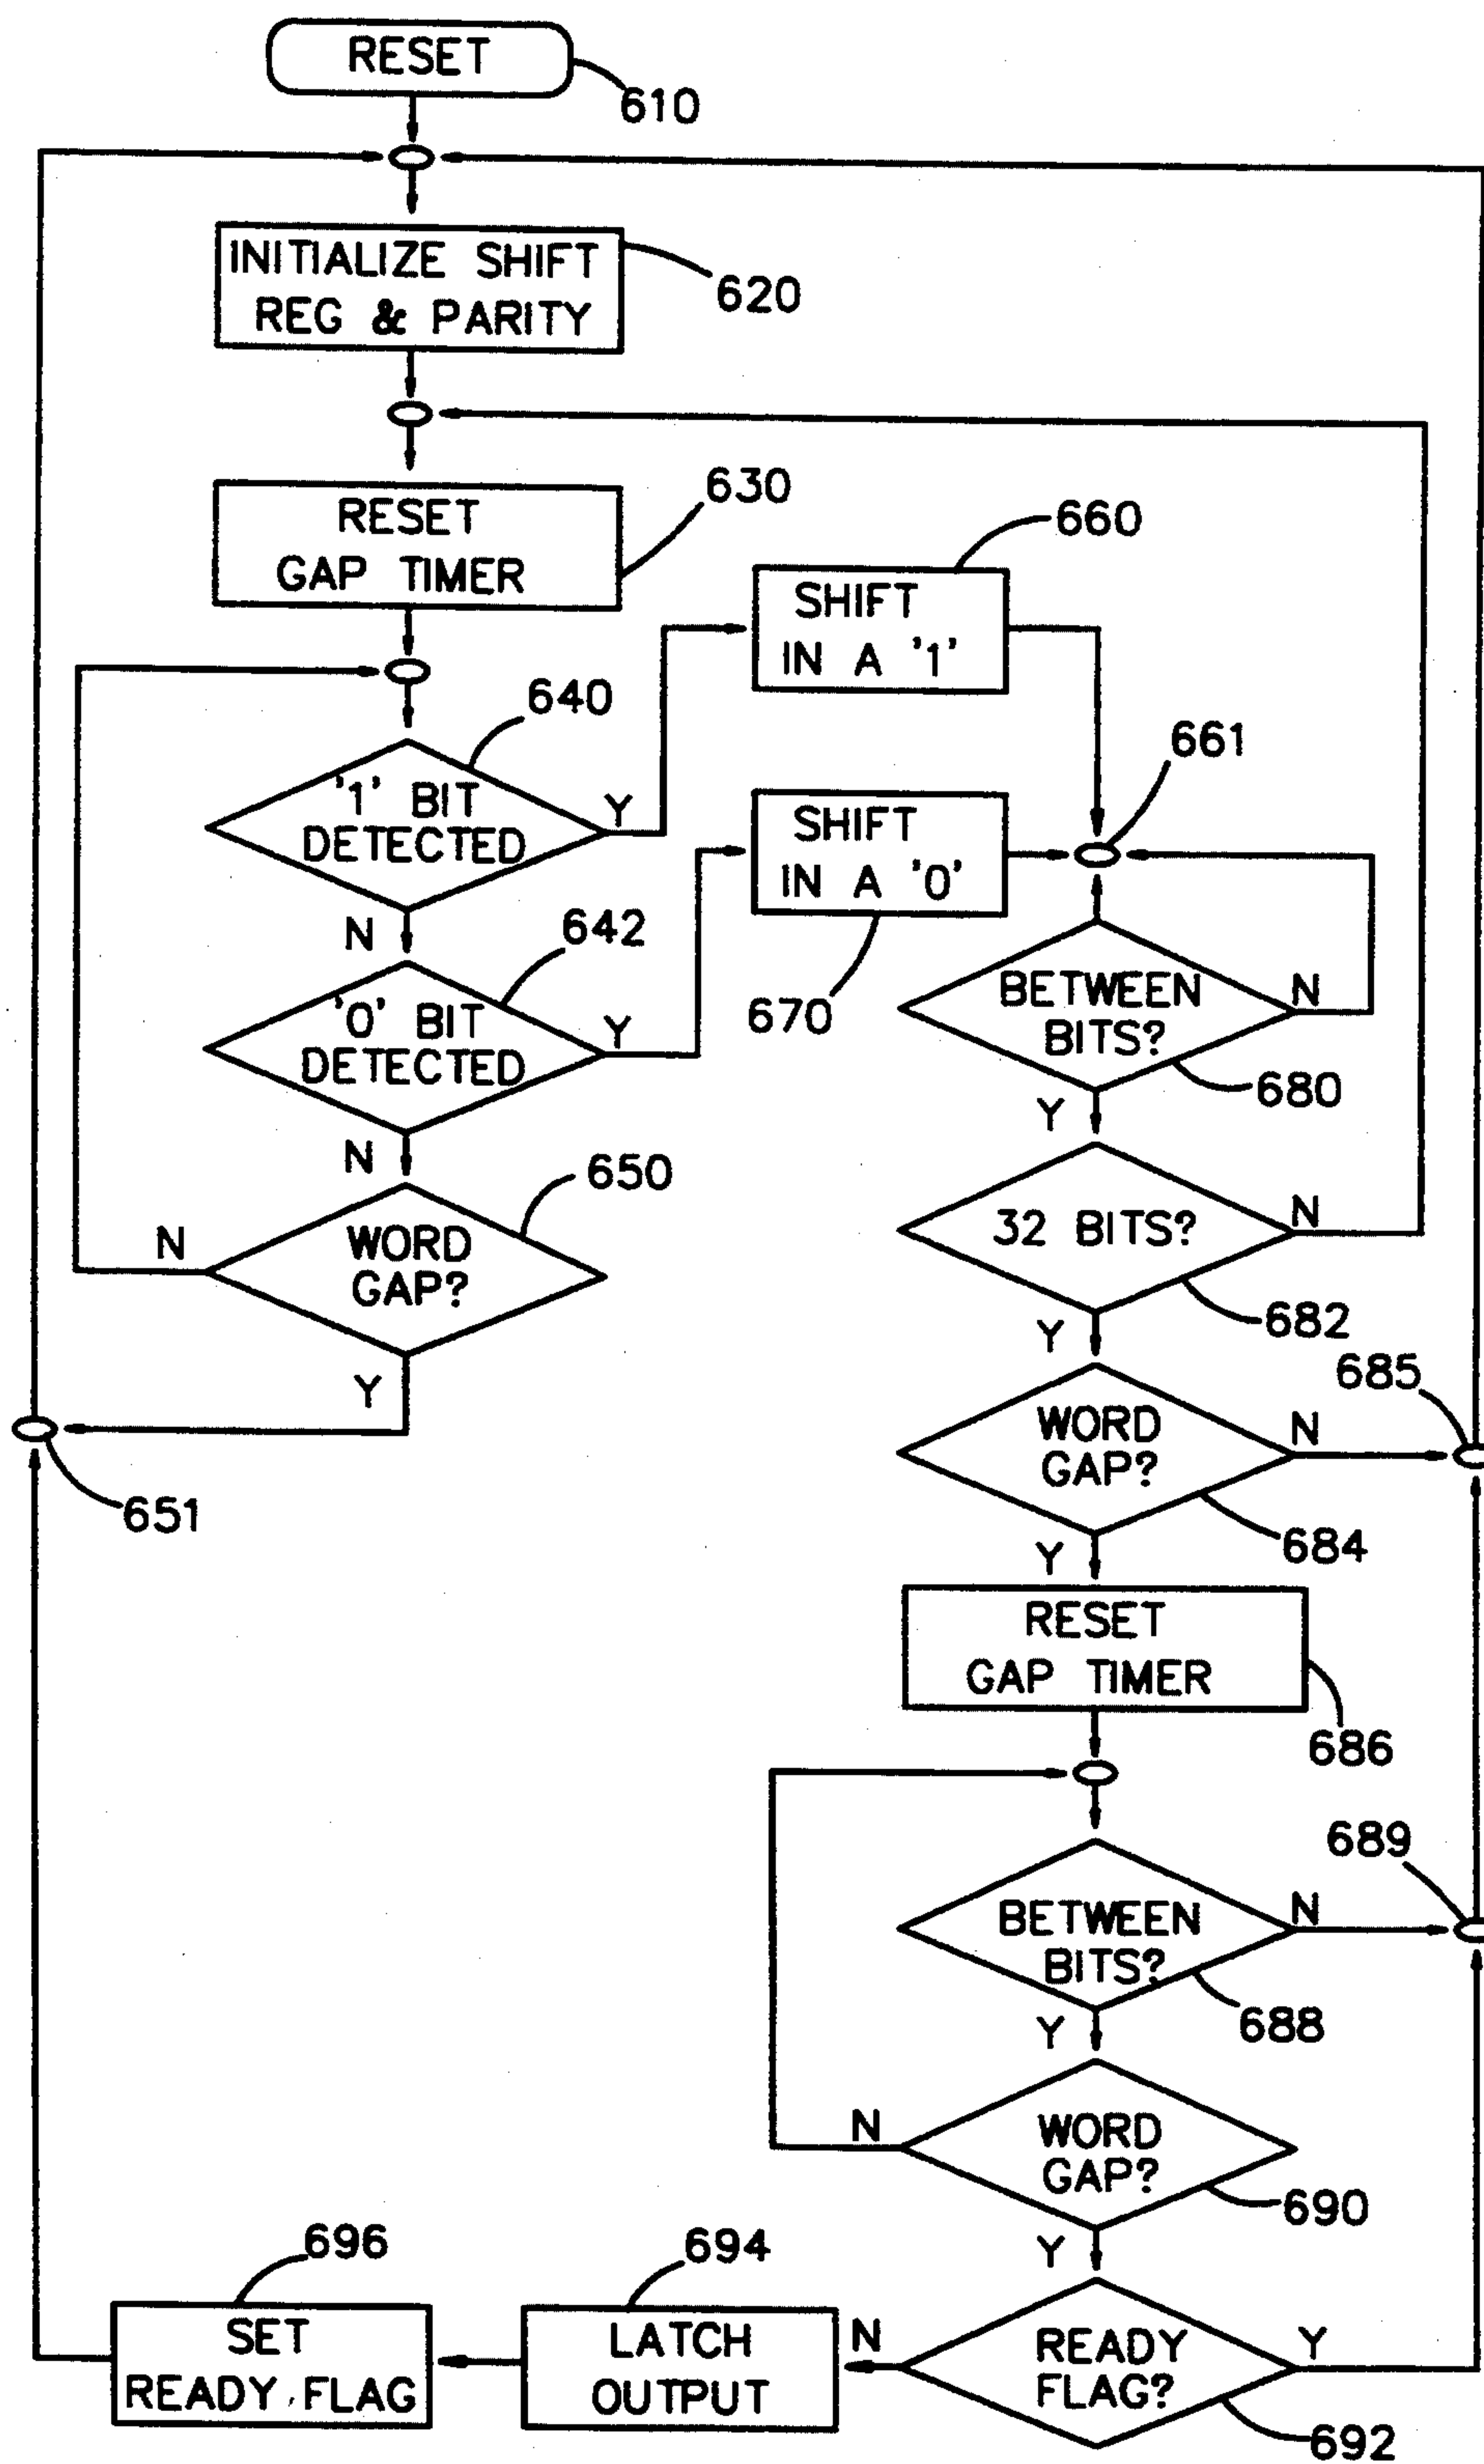 RESET
610
INITIALIZE SHIFT
REG & PARITY
620
RESET
GAP TIMER
630
'1' BIT
DETECTED
640
Y
N
'0' BIT
DETECTED
642
Y
N
WORD
GAP?
650
N
Y
651
SHIFT
IN A '1'
660
661
SHIFT
IN A '0'
670
BETWEEN
BITS?
680
N
Y
32 BITS?
682
N
Y
WORD
GAP?
684
N
685
Y
RESET
GAP TIMER
686
BETWEEN
BITS?
688
N
689
Y
WORD
GAP?
690
N
Y
READY
FLAG?
692
N
Y
LATCH
OUTPUT
694
SET
READY FLAG
696